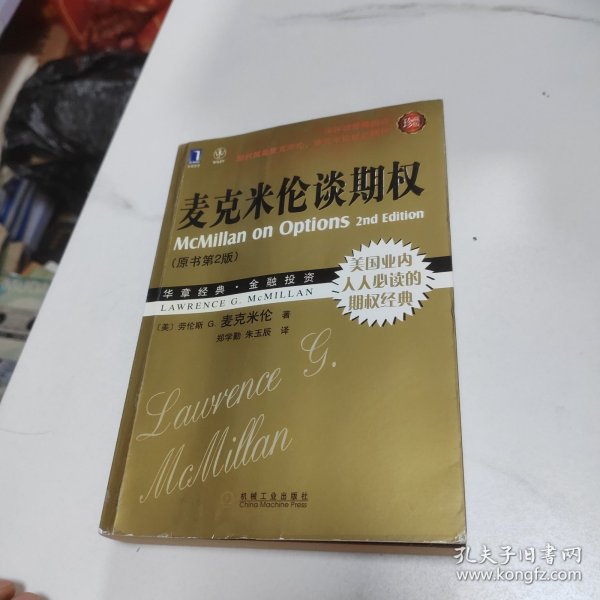 珍藏版
麦克米伦谈期权
McMillan on Options 2nd Edition
(原书第2版)
美国业内
人人必读的
期权经典
华章经典·金融投资
LAWRENCE G. McMILLAN
〔美〕劳伦斯 G. 麦克米伦 著
郑学勤 朱玉辰 译
Lawrence G.
McMillan
机械工业出版社
China Machine Press
孔夫子旧书网
www.kongfz.com